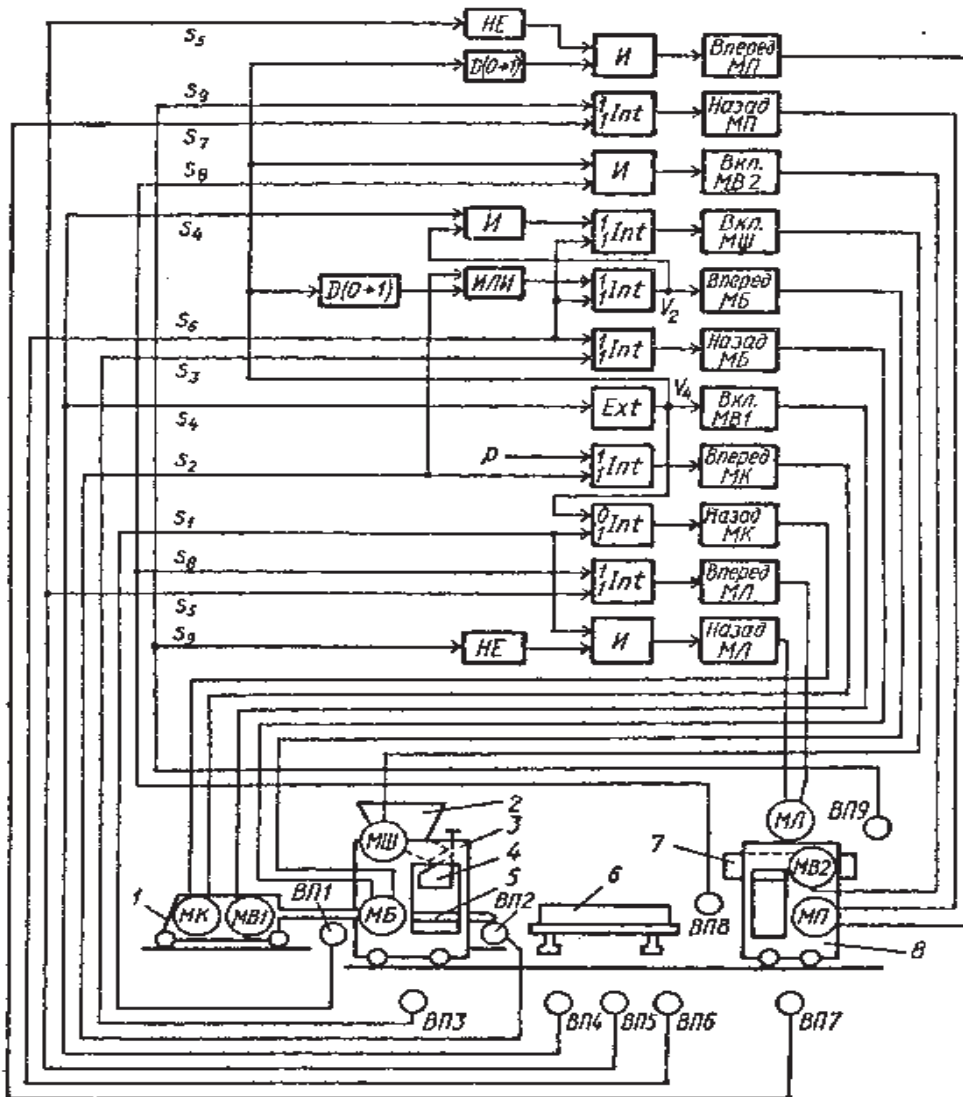 S5
НЕ
D(0→1)
И
Вперед МП
S9
S7
1 1 Int
Назад МП
S8
И
Вкл. МВ2
S4
И
1 1 Int
Вкл. МШ
D(0→1)
ИЛИ
1 1 Int
V2
Вперед МБ
S6
S3
1 1 Int
Назад МБ
S4
Ext
V4
Вкл. МВ1
S2
p
1 1 Int
Вперед МК
S1
0 1 Int
Назад МК
S8
S5
1 1 Int
Вперед МЛ
S9
НЕ
И
Назад МЛ
2
МШ
3
4
5
МЛ
ВП9
7
МВ2
1
МК
МВ1
ВП1
МБ
ВП2
6
ВП8
МП
8
ВП3
ВП4
ВП5
ВП6
ВП7